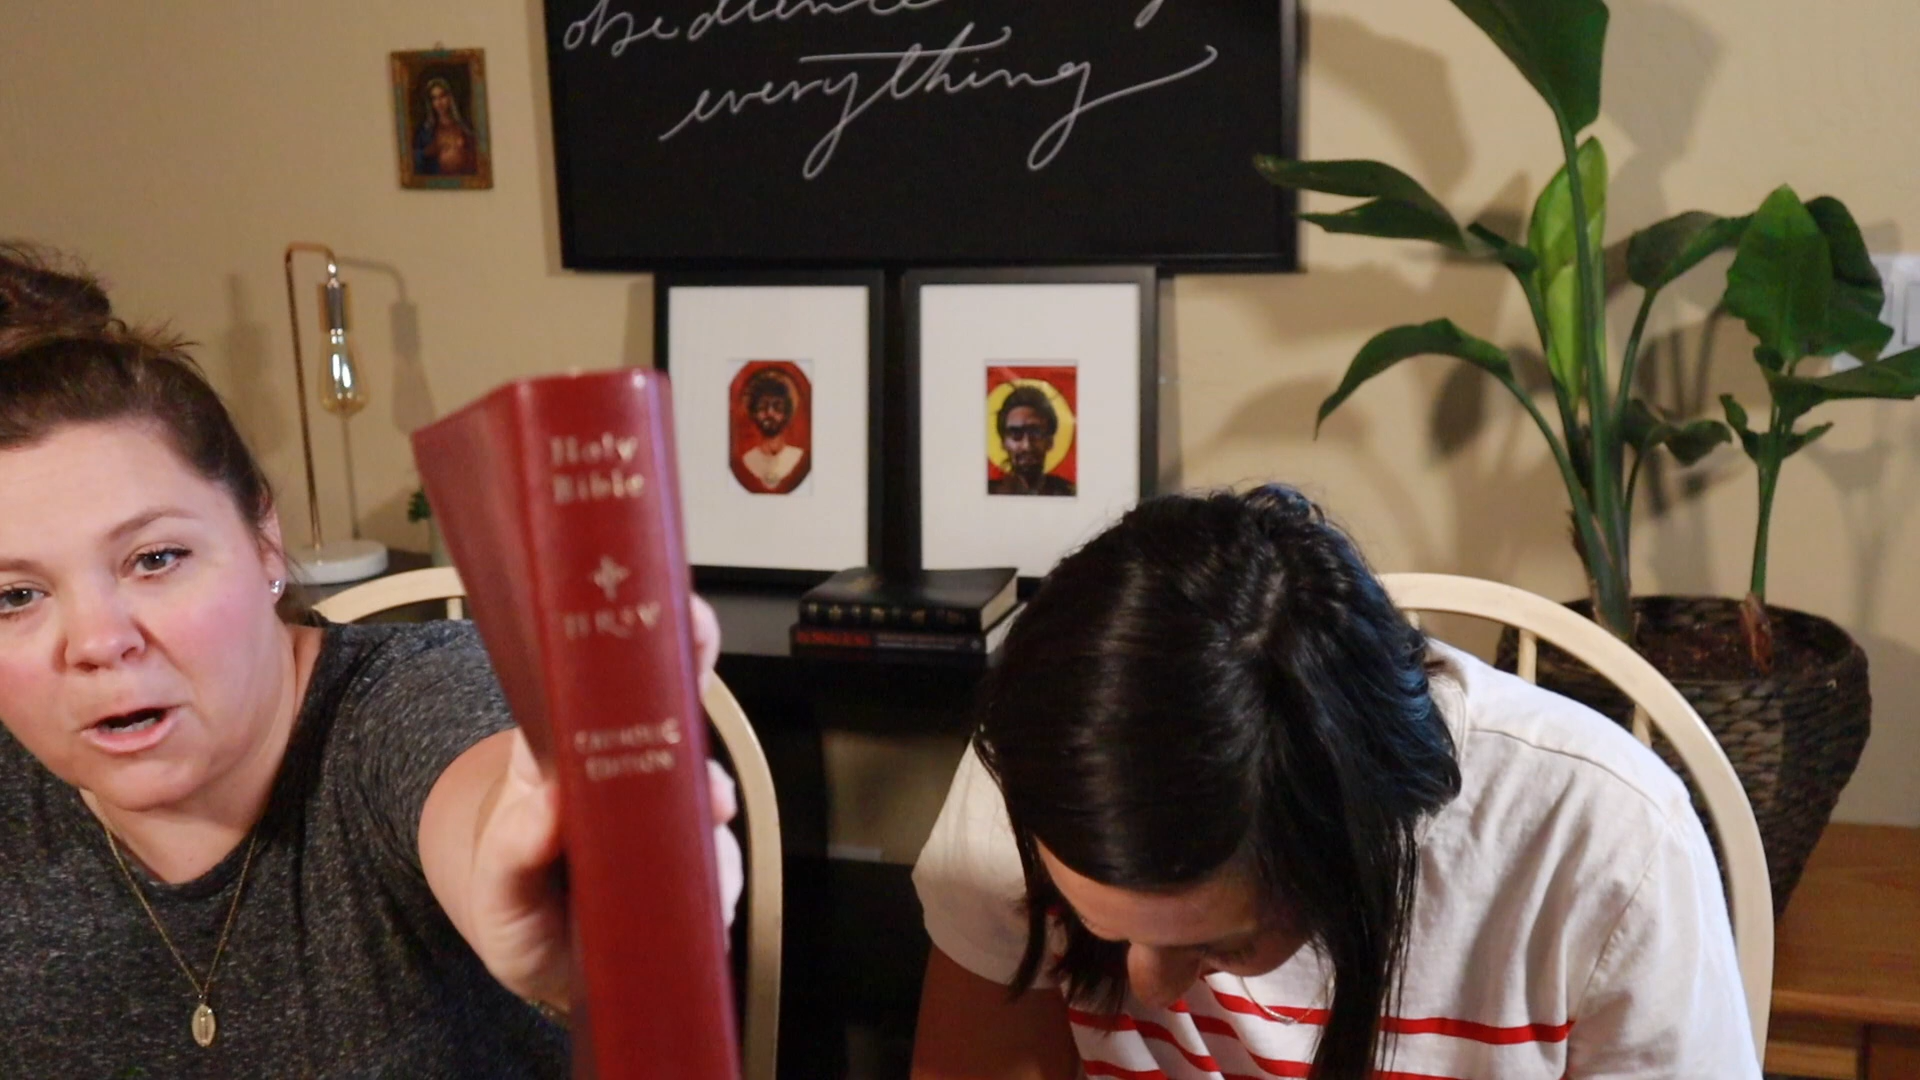 obedience
everything
Holy
Bible
NRSV
CATHOLIC
EDITION